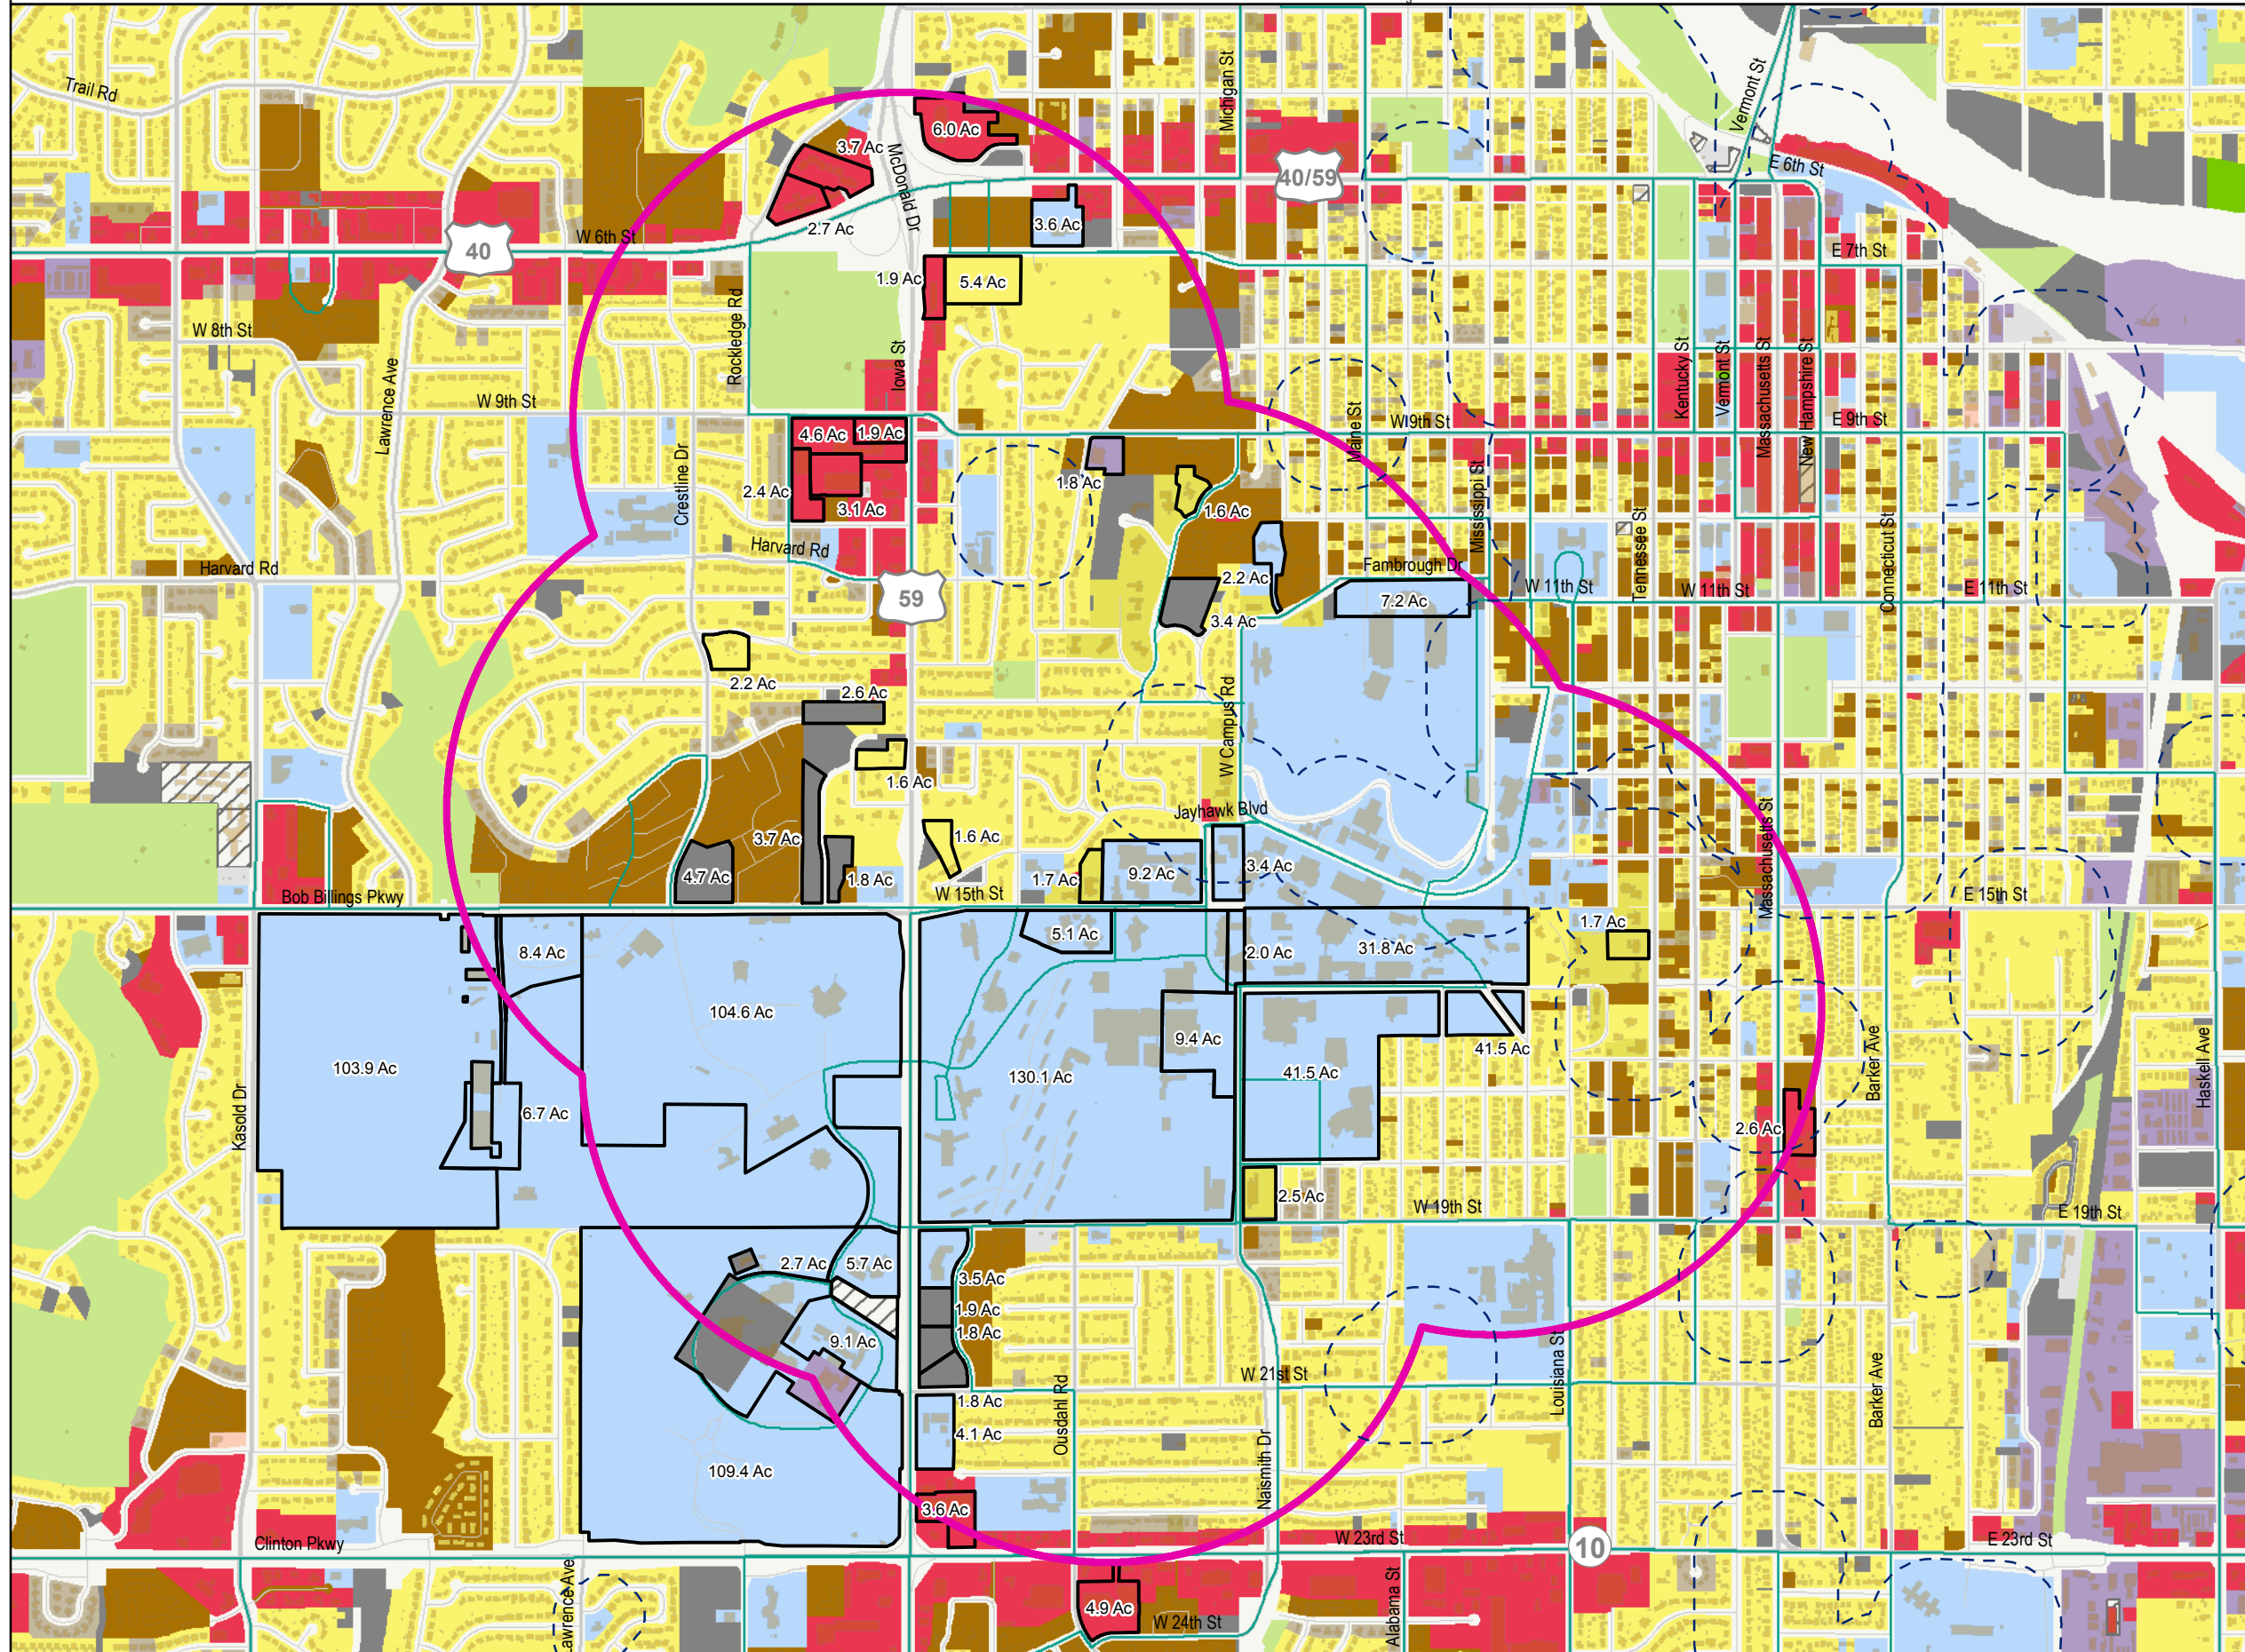 Trail Rd
Michigan St
Vermont St
6.0 Ac
3.7 Ac
McDonald Dr
E 6th St
40/59
3.6 Ac
2.7 Ac
W 6th St
40
E 7th St
1.9 Ac
5.4 Ac
W 8th St
Rockledge Rd
Iowa St
Lawrence Ave
Kentucky St
Vermont St
Massachusetts St
New Hampshire St
W 9th St
4.6 Ac
1.9 Ac
Maine St
W 9th St
E 9th St
Crestline Dr
2.4 Ac
3.1 Ac
1.8 Ac
1.6 Ac
Mississippi St
Tennessee St
Connecticut St
Harvard Rd
Harvard Rd
Fambrough Dr
2.2 Ac
W 11th St
W 11th St
E 11th St
59
7.2 Ac
3.4 Ac
2.2 Ac
2.6 Ac
W Campus Rd
1.6 Ac
Jayhawk Blvd
Massachusetts St
3.7 Ac
1.6 Ac
4.7 Ac
1.8 Ac
1.7 Ac
9.2 Ac
3.4 Ac
Bob Billings Pkwy
W 15th St
E 15th St
8.4 Ac
5.1 Ac
2.0 Ac
31.8 Ac
1.7 Ac
104.6 Ac
9.4 Ac
41.5 Ac
103.9 Ac
130.1 Ac
41.5 Ac
Barker Ave
Haskell Ave
Kasold Dr
6.7 Ac
2.6 Ac
2.5 Ac
W 19th St
E 19th St
2.7 Ac
5.7 Ac
3.5 Ac
1.9 Ac
1.8 Ac
9.1 Ac
W 21st St
Louisiana St
Barker Ave
1.8 Ac
Ousdahl Rd
4.1 Ac
Naismith Dr
109.4 Ac
3.6 Ac
Clinton Pkwy
W 23rd St
10
E 23rd St
Lawrence Ave
4.9 Ac
W 24th St
Alabama St